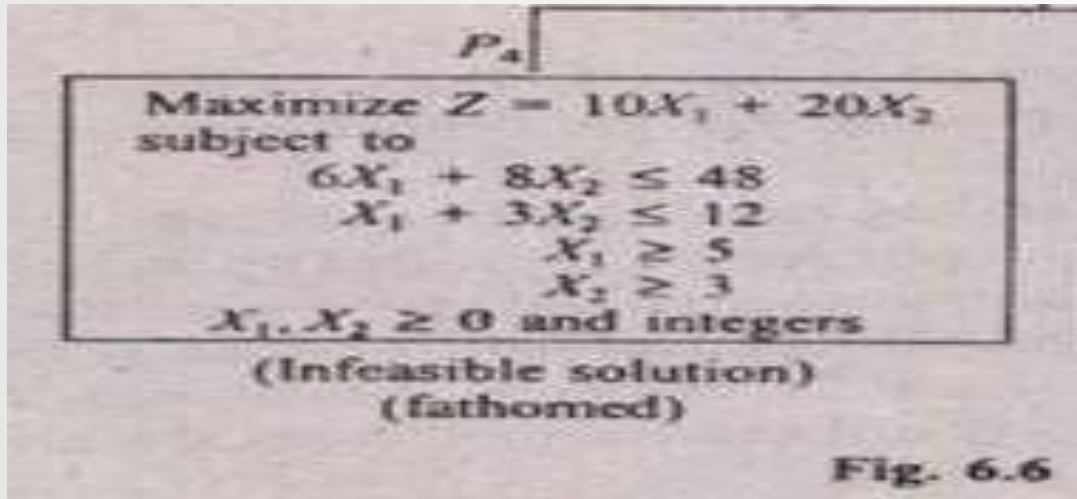 P₄
Maximize Z = 10X₁ + 20X₂
subject to
6X₁ + 8X₂ ≤ 48
X₁ + 3X₂ ≤ 12
X₁ ≥ 5
X₂ ≥ 3
X₁, X₂ ≥ 0 and integers
(Infeasible solution)
(fathomed)
Fig. 6.6